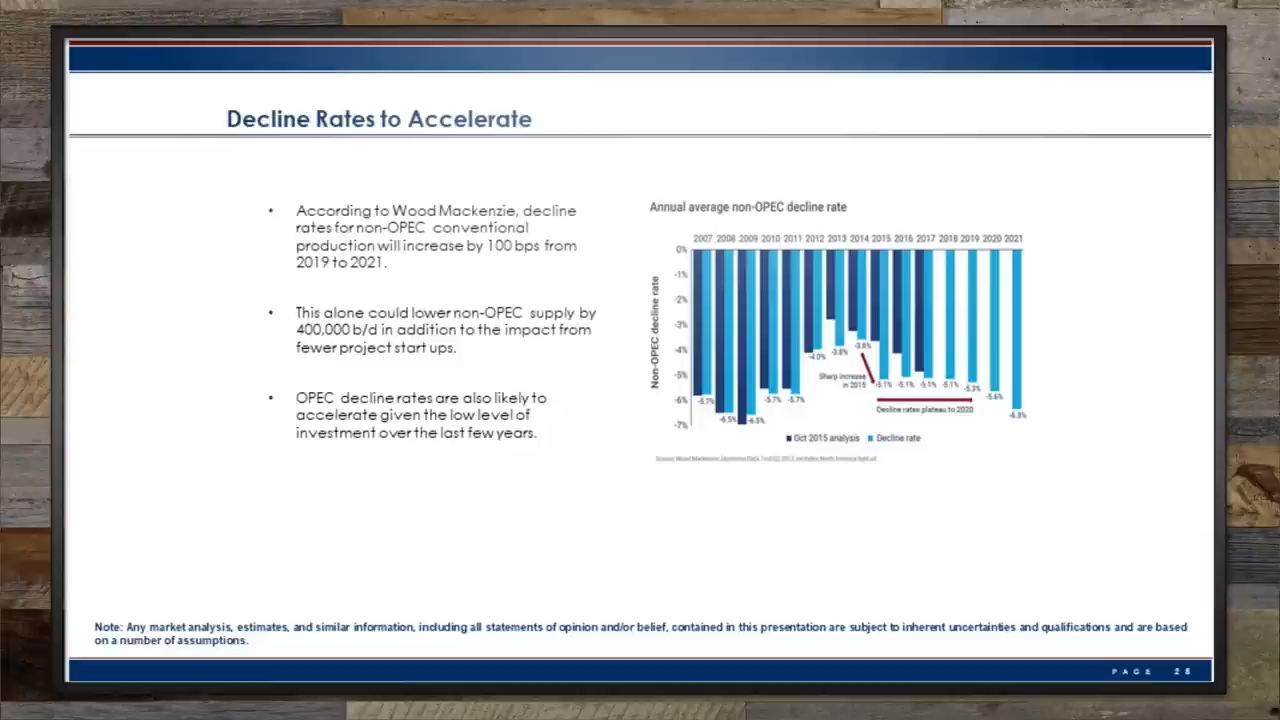 Decline Rates to Accelerate
• According to Wood Mackenzie, decline
rates for non-OPEC conventional
production will increase by 100 bps from
2019 to 2021.
• This alone could lower non-OPEC supply by
400,000 b/d in addition to the impact from
fewer project start ups.
• OPEC decline rates are also likely to
accelerate given the low level of
investment over the last few years.
Annual average non-OPEC decline rate
2007 2008 2009 2010 2011 2012 2013 2014 2015 2016 2017 2018 2019 2020 2021
Non-OPEC decline rate
0%
-1%
-2%
-3%
-4%
-5%
-6%
-7%
-5.7% -6.5% -6.5% -5.7% -5.7% -4.0% -3.8% -3.6% -5.1% -5.1% -5.1% -5.1% -5.3% -5.6% -6.3%
Sharp increase
in 2015
Decline rates plateau to 2020
Oct 2015 analysis Decline rate
Note: Any market analysis, estimates, and similar information, including all statements of opinion and/or belief, contained in this presentation are subject to inherent uncertainties and qualifications and are based
on a number of assumptions.
PAGE